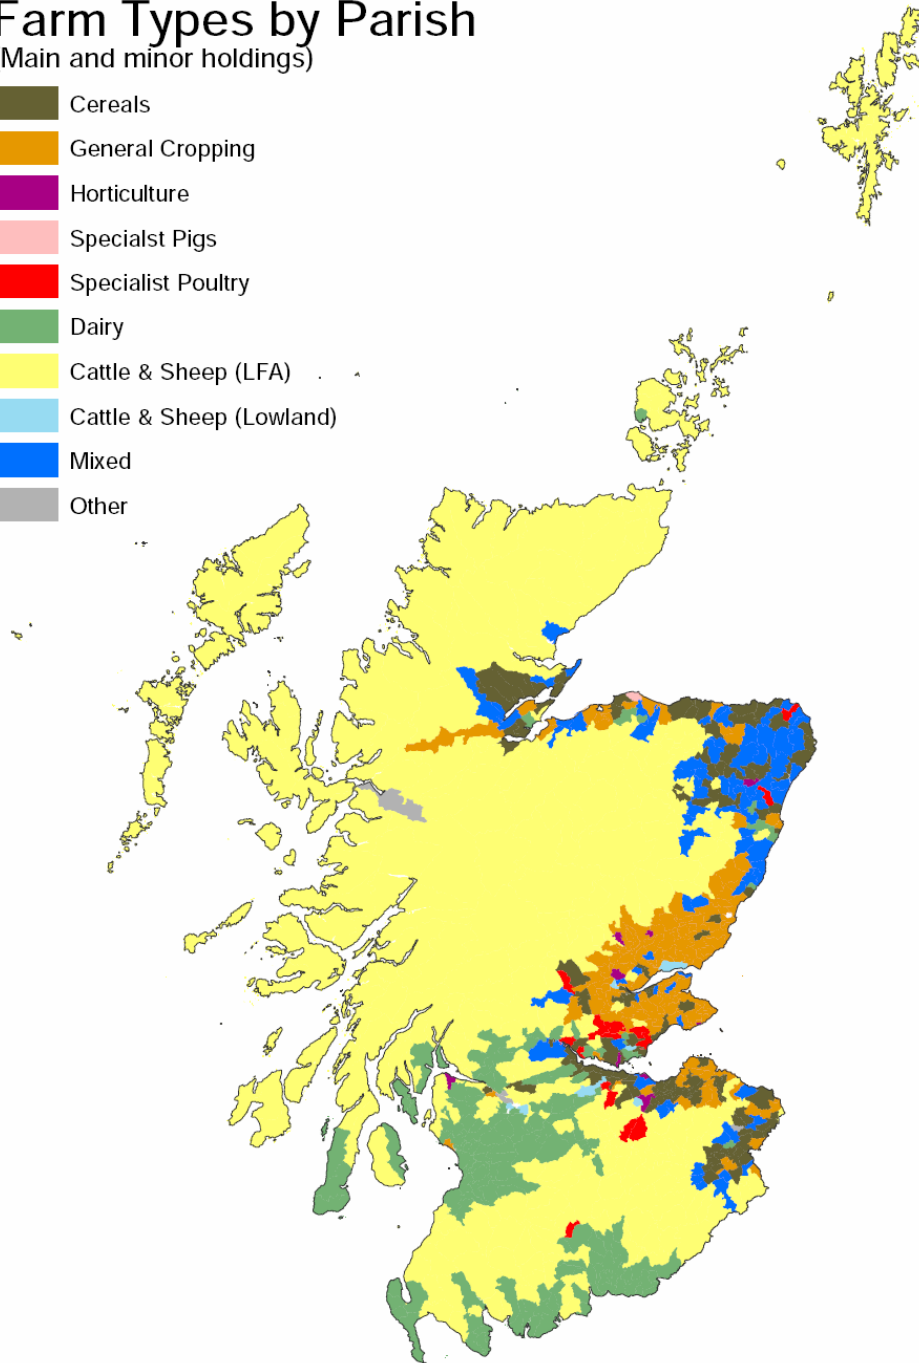 Farm Types by Parish
(Main and minor holdings)
Cereals
General Cropping
Horticulture
Specialst Pigs
Specialist Poultry
Dairy
Cattle & Sheep (LFA)
Cattle & Sheep (Lowland)
Mixed
Other